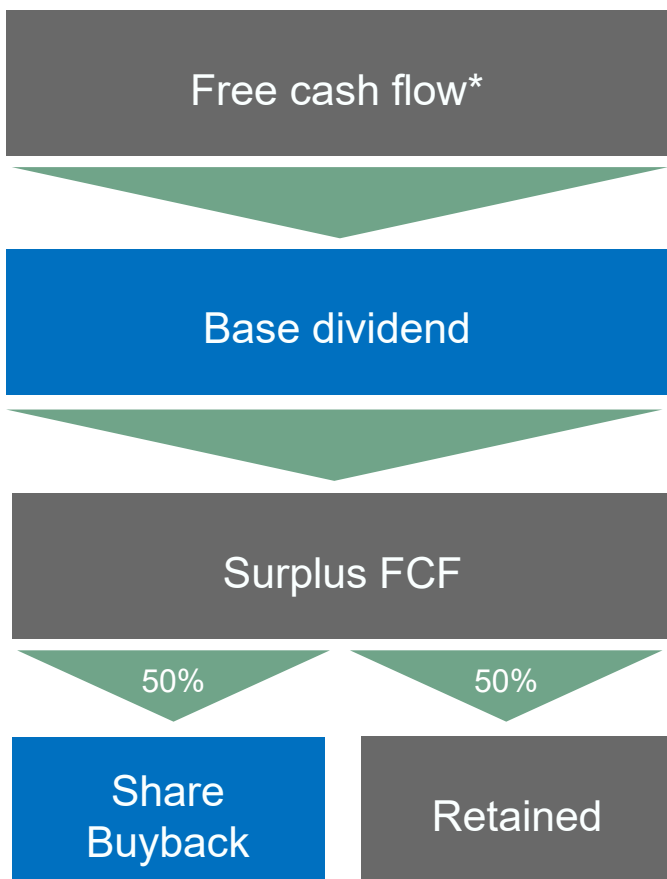 Free cash flow*
Base dividend
Surplus FCF
50%
50%
Share
Buyback
Retained